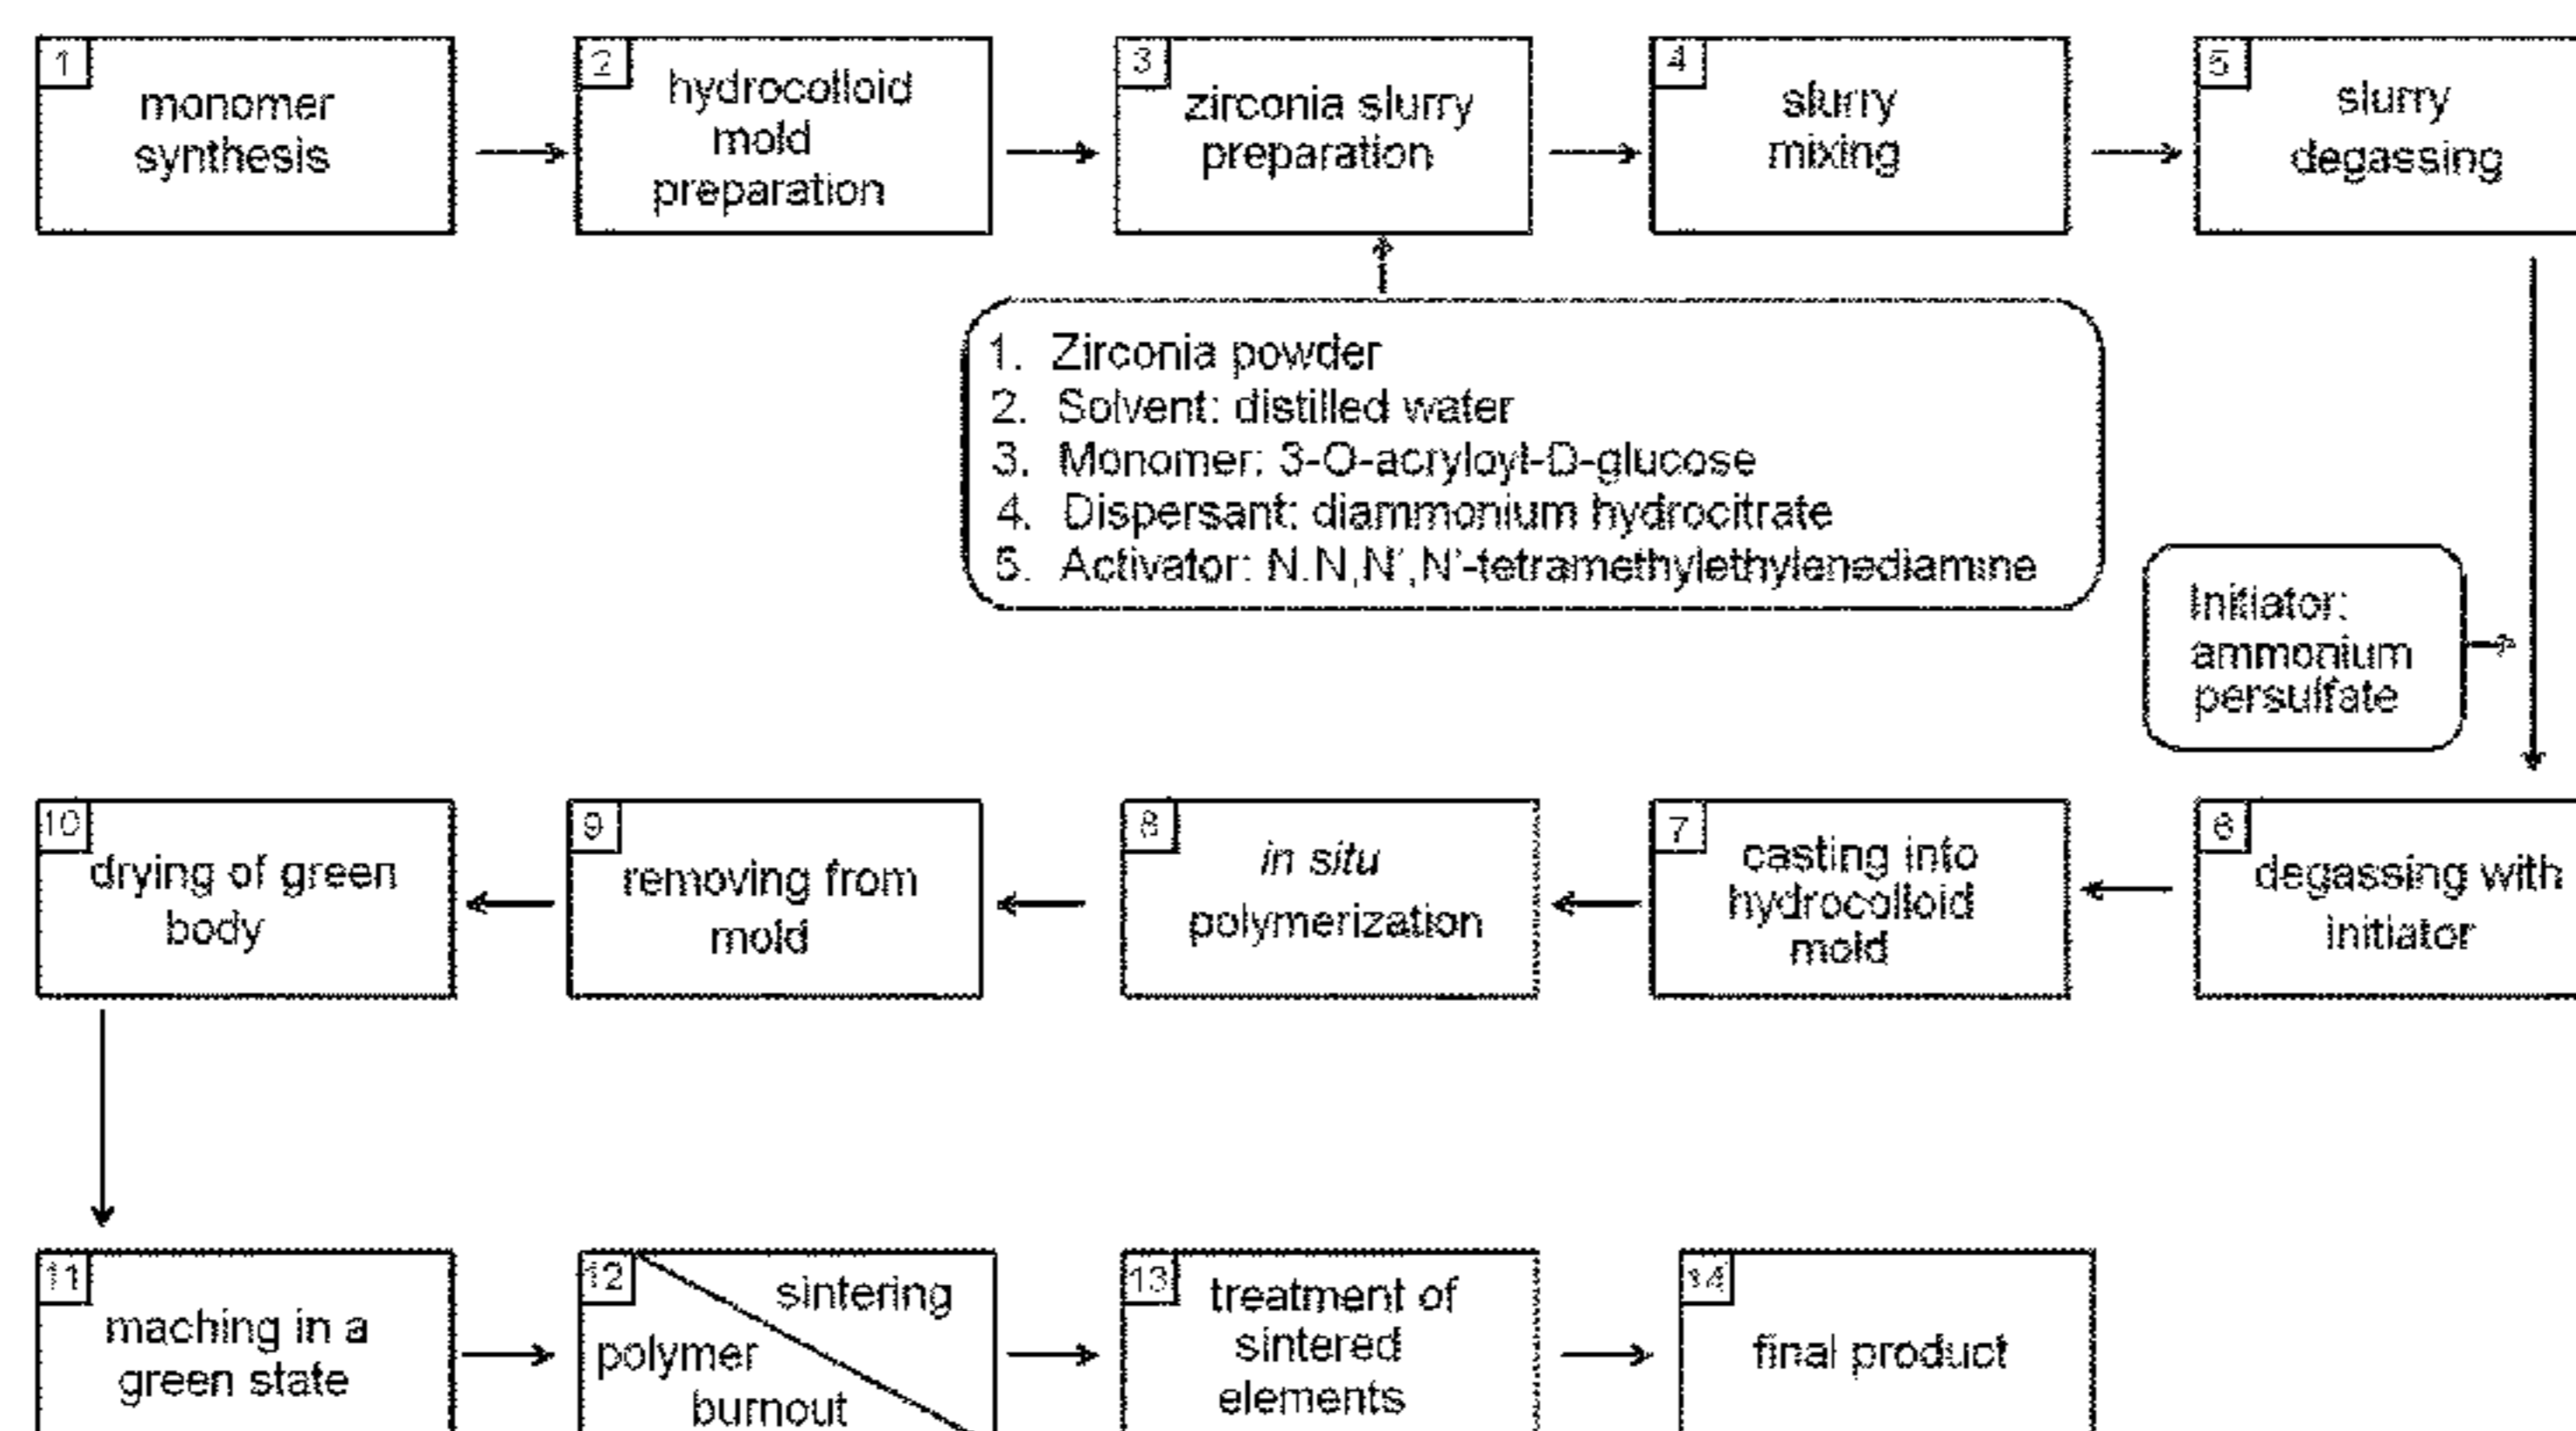 1
monomer
synthesis
2
hydrocolloid
mold
preparation
3
zirconia slurry
preparation
4
slurry
mixing
5
slurry
degassing
1. Zirconia powder
2. Solvent: distilled water
3. Monomer: 3-O-acryloyl-D-glucose
4. Dispersant: diammonium hydrocitrate
5. Activator: N.N,N',N'-tetramethylethylenediamine
Initiator:
ammonium
persulfate
6
degassing with
initiator
7
casting into
hydrocolloid
mold
8
in situ
polymerization
9
removing from
mold
10
drying of green
body
11
maching in a
green state
12
sintering
polymer
burnout
13
treatment of
sintered
elements
14
final product